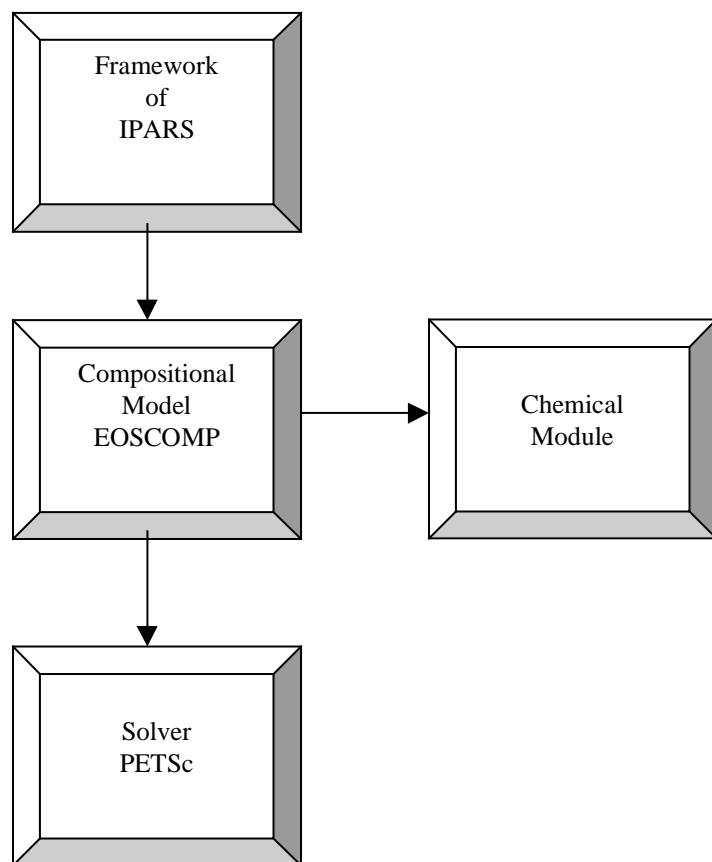 Framework
of
IPARS
Compositional
Model
EOSCOMP
Chemical
Module
Solver
PETSc